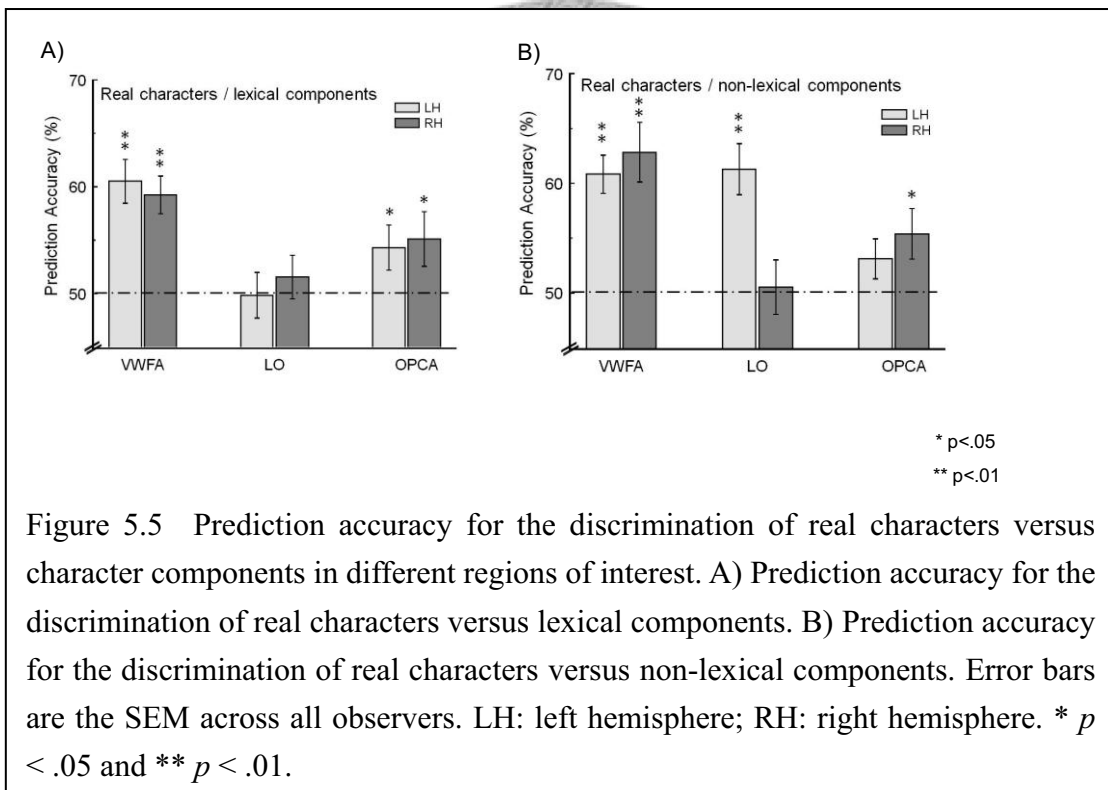 A)
70
Real characters / lexical components
LH
RH
Prediction Accuracy (%)
60
50
**
**
*
*
VWFA
LO
OPCA
B)
70
Real characters / non-lexical components
LH
RH
Prediction Accuracy (%)
60
50
**
**
**
*
VWFA
LO
OPCA
* p<.05
** p<.01
Figure 5.5 Prediction accuracy for the discrimination of real characters versus
character components in different regions of interest. A) Prediction accuracy for the
discrimination of real characters versus lexical components. B) Prediction accuracy
for the discrimination of real characters versus non-lexical components. Error bars
are the SEM across all observers. LH: left hemisphere; RH: right hemisphere. * p
< .05 and ** p < .01.